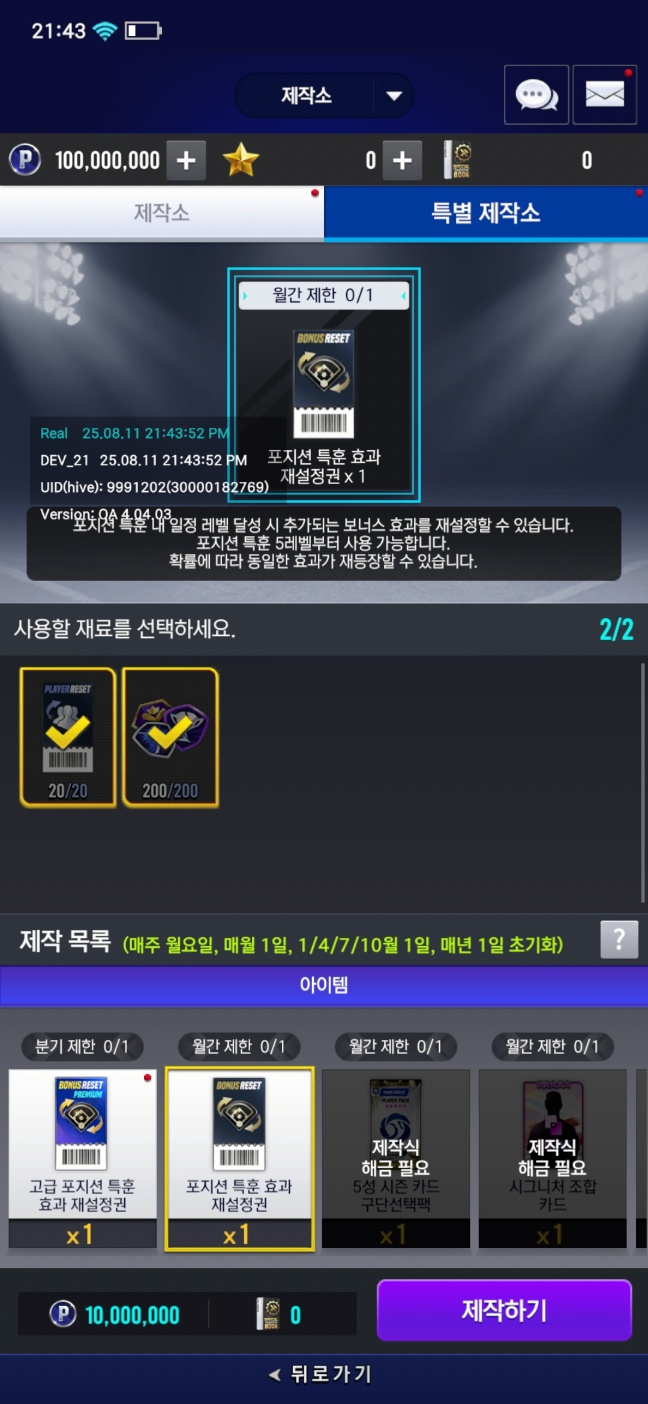 21:43
제작소
P 100,000,000 + 0 + 0
제작소 특별 제작소
월간 제한 0/1
BONUS RESET
포지션 특훈 효과
재설정권 x 1
Real 25.08.11 21:43:52 PM
DEV_21 25.08.11 21:43:52 PM
UID(hive): 9991202(30000182769)
Version: QA 4.04.03
포지션 특훈 내 일정 레벨 달성 시 추가되는 보너스 효과를 재설정할 수 있습니다.
포지션 특훈 5레벨부터 사용 가능합니다.
확률에 따라 동일한 효과가 재등장할 수 있습니다.
사용할 재료를 선택하세요. 2/2
PLAYER RESET
20/20 200/200
제작 목록 (매주 월요일, 매월 1일, 1/4/7/10월 1일, 매년 1일 초기화) ?
아이템
분기 제한 0/1 월간 제한 0/1 월간 제한 0/1 월간 제한 0/1
BONUS RESET
PREMIUM
고급 포지션 특훈
효과 재설정권
x1
BONUS RESET
포지션 특훈 효과
재설정권
x1
PLAYER PACK
제작식
해금 필요
5성 시즌 카드
구단선택팩
x1
제작식
해금 필요
시그니처 조합
카드
x1
P 10,000,000 0 제작하기
뒤로가기